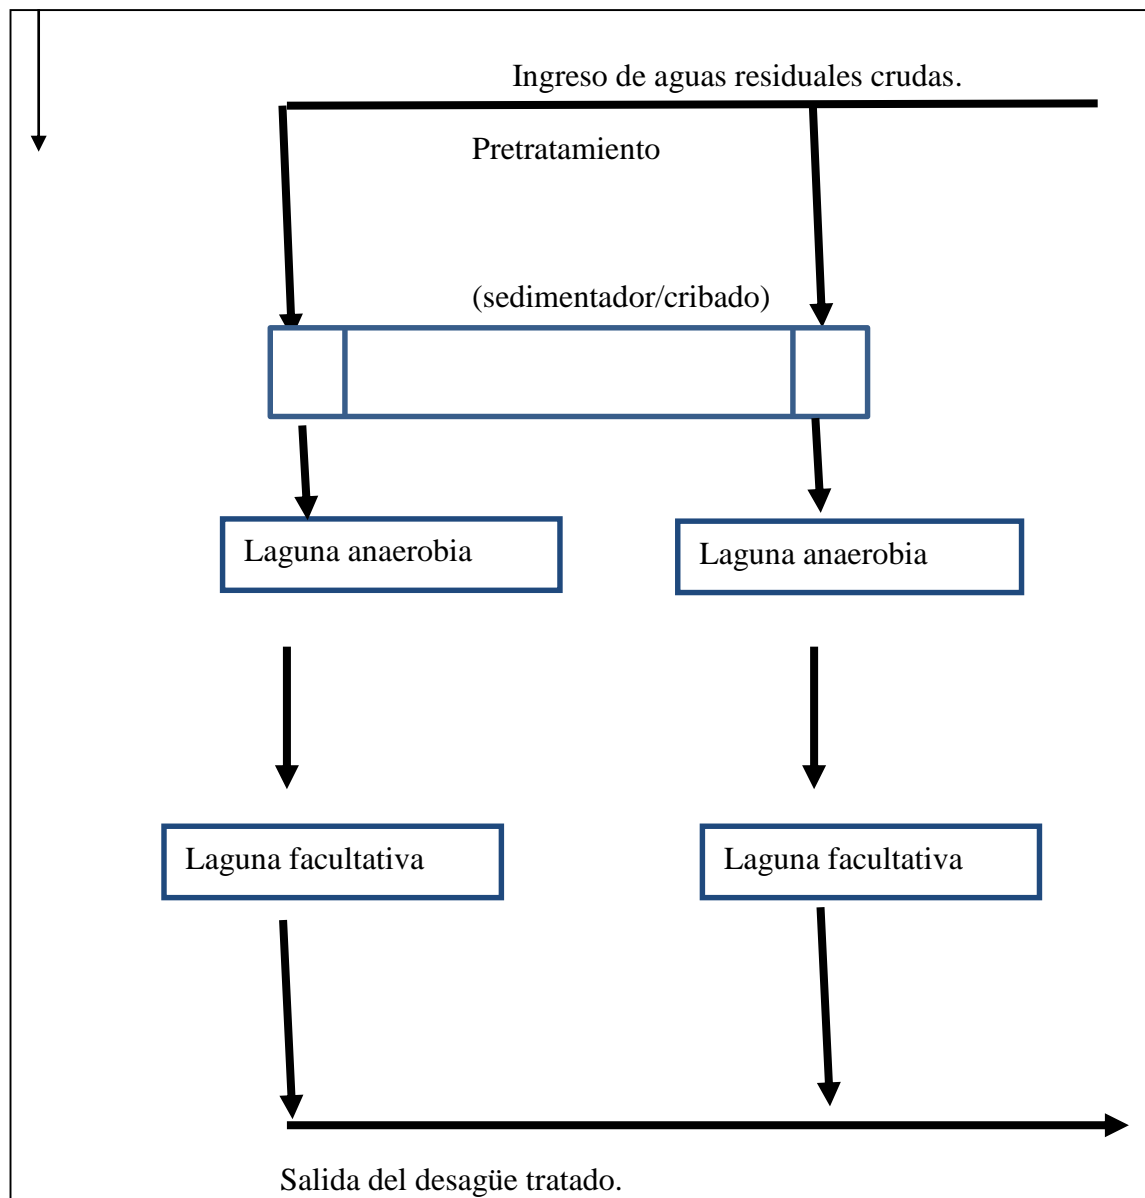 Ingreso de aguas residuales crudas.
Pretratamiento
(sedimentador/cribado)
Laguna anaerobia
Laguna anaerobia
Laguna facultativa
Laguna facultativa
Salida del desagüe tratado.